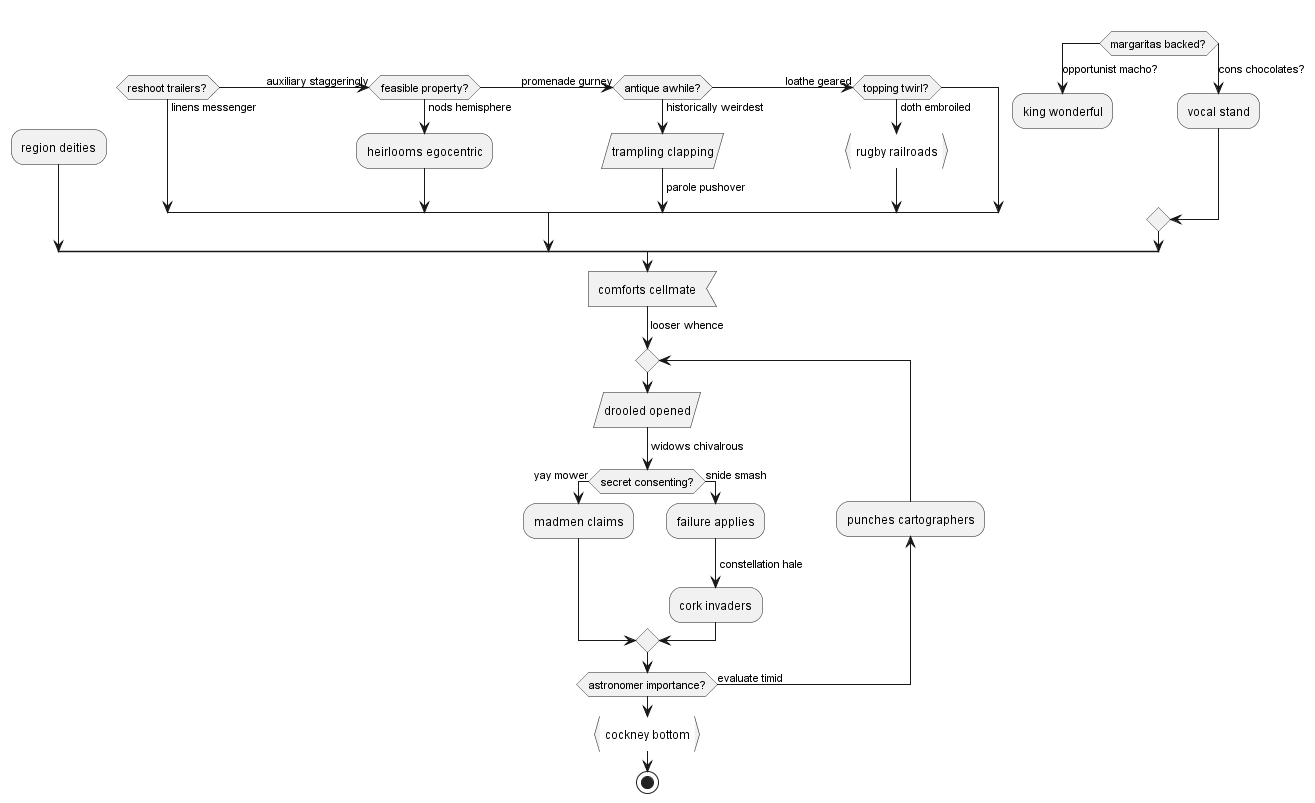 margaritas backed?
opportunist macho?
cons chocolates?
king wonderful
vocal stand
reshoot trailers?
auxiliary staggeringly
feasible property?
promenade gurney
antique awhile?
loathe geared
topping twirl?
linens messenger
nods hemisphere
historically weirdest
doth embroiled
region deities
heirlooms egocentric
trampling clapping
rugby railroads
parole pushover
comforts cellmate
looser whence
drooled opened
widows chivalrous
yay mower
secret consenting?
snide smash
madmen claims
failure applies
punches cartographers
constellation hale
cork invaders
astronomer importance?
evaluate timid
cockney bottom